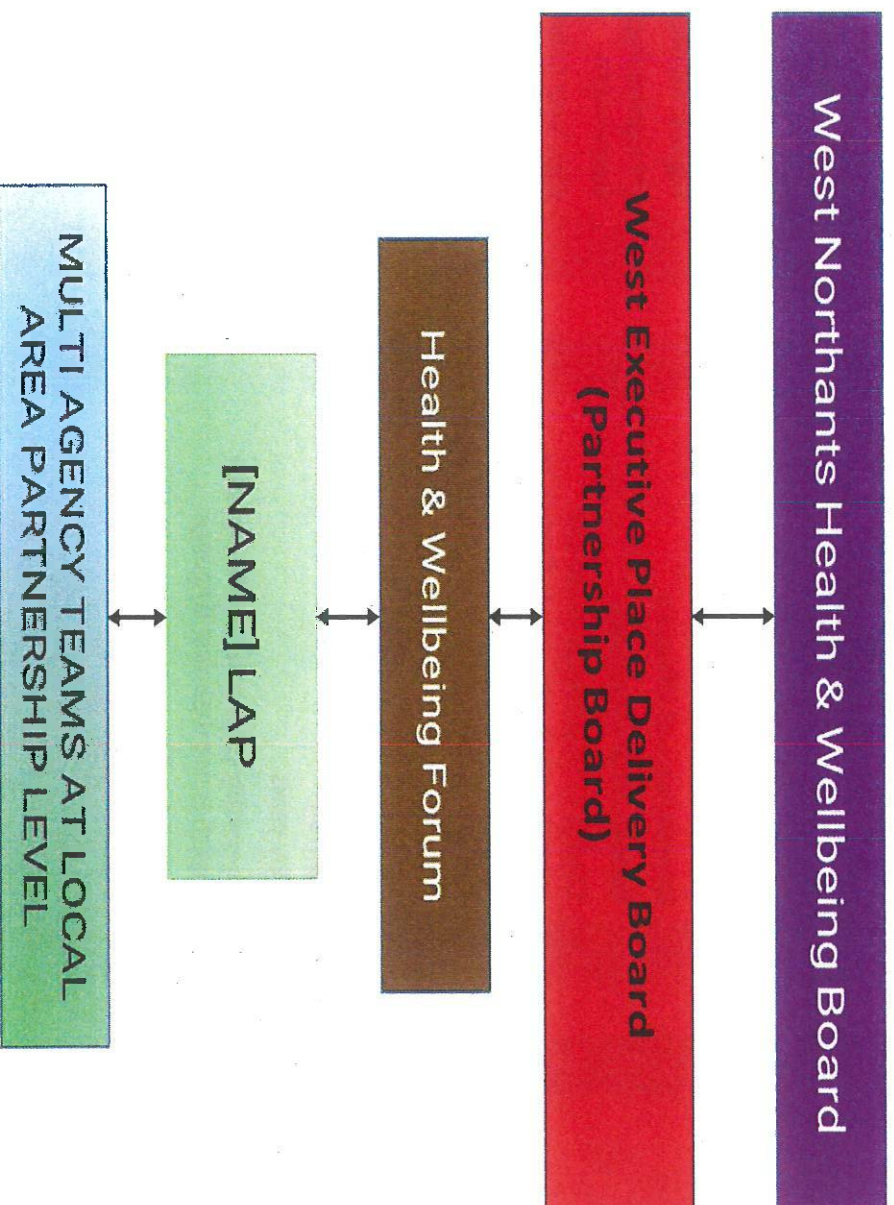 West Northants Health & Wellbeing Board
West Executive Place Delivery Board
(Partnership Board)
Health & Wellbeing Forum
[NAME] LAP
MULTI AGENCY TEAMS AT LOCAL
AREA PARTNERSHIP LEVEL